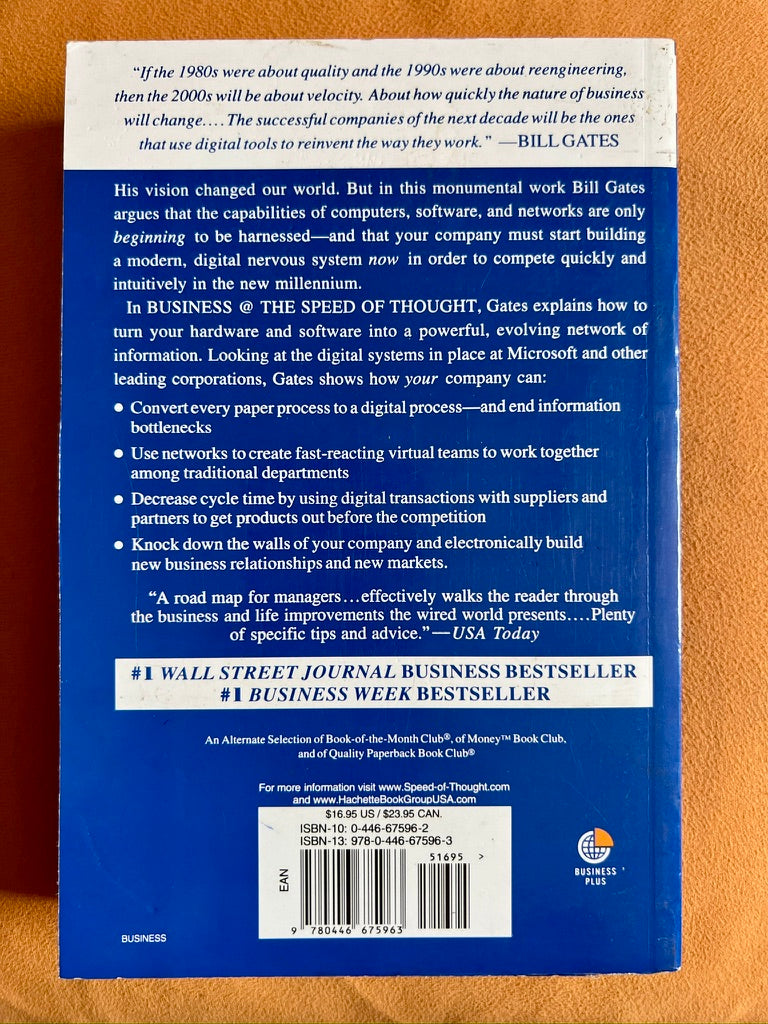 “If the 1980s were about quality and the 1990s were about reengineering,
then the 2000s will be about velocity. About how quickly the nature of business
will change.... The successful companies of the next decade will be the ones
that use digital tools to reinvent the way they work.” —BILL GATES
His vision changed our world. But in this monumental work Bill Gates
argues that the capabilities of computers, software, and networks are only
beginning to be harnessed—and that your company must start building
a modern, digital nervous system now in order to compete quickly and
intuitively in the new millennium.
In BUSINESS @ THE SPEED OF THOUGHT, Gates explains how to
turn your hardware and software into a powerful, evolving network of
information. Looking at the digital systems in place at Microsoft and other
leading corporations, Gates shows how your company can:
• Convert every paper process to a digital process—and end information
bottlenecks
• Use networks to create fast-reacting virtual teams to work together
among traditional departments
• Decrease cycle time by using digital transactions with suppliers and
partners to get products out before the competition
• Knock down the walls of your company and electronically build
new business relationships and new markets.
“A road map for managers...effectively walks the reader through
the business and life improvements the wired world presents....Plenty
of specific tips and advice.”—USA Today
#1 WALL STREET JOURNAL BUSINESS BESTSELLER
#1 BUSINESS WEEK BESTSELLER
An Alternate Selection of Book-of-the-Month Club®, of Money™ Book Club,
and of Quality Paperback Book Club®
For more information visit www.Speed-of-Thought.com
and www.HachetteBookGroupUSA.com
$16.95 US / $23.95 CAN.
ISBN-10: 0-446-67596-2
ISBN-13: 978-0-446-67596-3
51695 >
EAN
9 780446 675963
BUSINESS
PLUS
BUSINESS